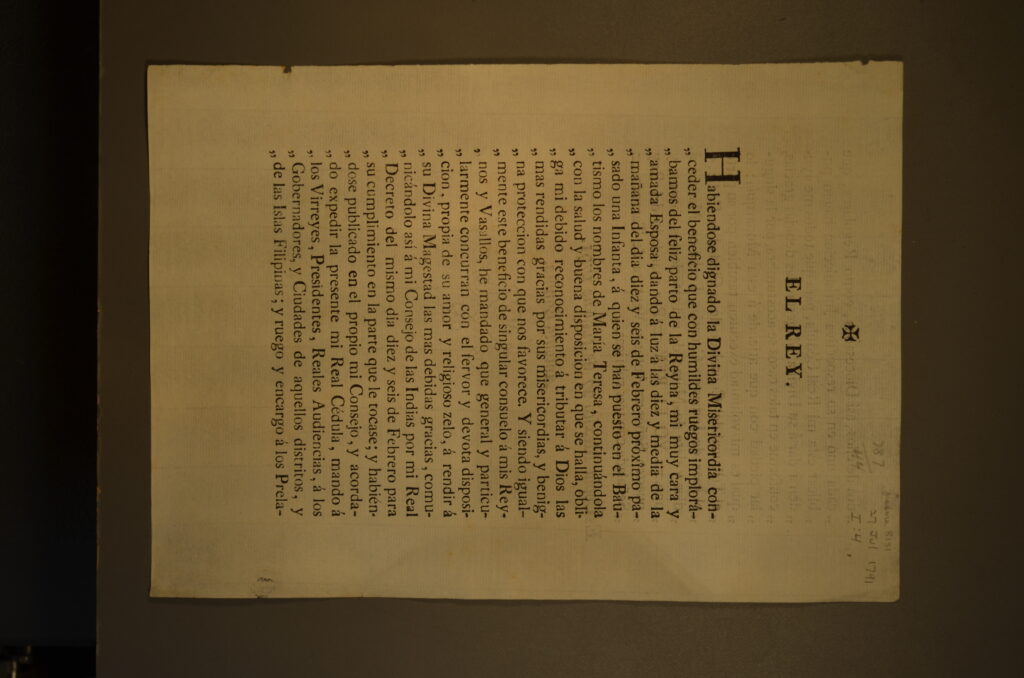 ✠
EL REY.
Habiéndose dignado la Divina Misericordia con-
„ ceder el beneficio que con humildes ruegos implorá-
„ bamos del feliz parto de la Reyna, mi muy cara y
„ amada Esposa, dando á luz á las diez y media de la
„ mañana del dia diez y seis de Febrero próxîmo pa-
„ sado una Infanta, á quien se han puesto en el Bau-
„ tismo los nombres de María Teresa, continuándola
„ con la salud y buena disposicion en que se halla, obli-
„ ga mi debido reconocimiento á tributar á Dios las
„ mas rendidas gracias por sus misericordias, y benig-
„ na proteccion con que nos favorece. Y siendo igual-
„ mente este beneficio de singular consuelo á mis Rey-
„ nos y Vasallos, he mandado que general y particu-
„ larmente concurran con el fervor y devota disposi-
„ cion, propia de su amor y religioso zelo, á rendir á
„ su Divina Magestad las mas debidas gracias, comu-
„ nicándolo así á mi Consejo de las Indias por mi Real
„ Decreto del mismo dia diez y seis de Febrero para
„ su cumplimiento en la parte que le tocase; y habién-
„ dose publicado en el propio mi Consejo, y acorda-
„ do expedir la presente mi Real Cédula, mando á
„ los Virreyes, Presidentes, Reales Audiencias, á los
„ Gobernadores, y Ciudades de aquellos distritos, y
„ de las Islas Filipinas; y ruego y encargo á los Prela-
Medina 8151
27 Jul 1791
I:4.